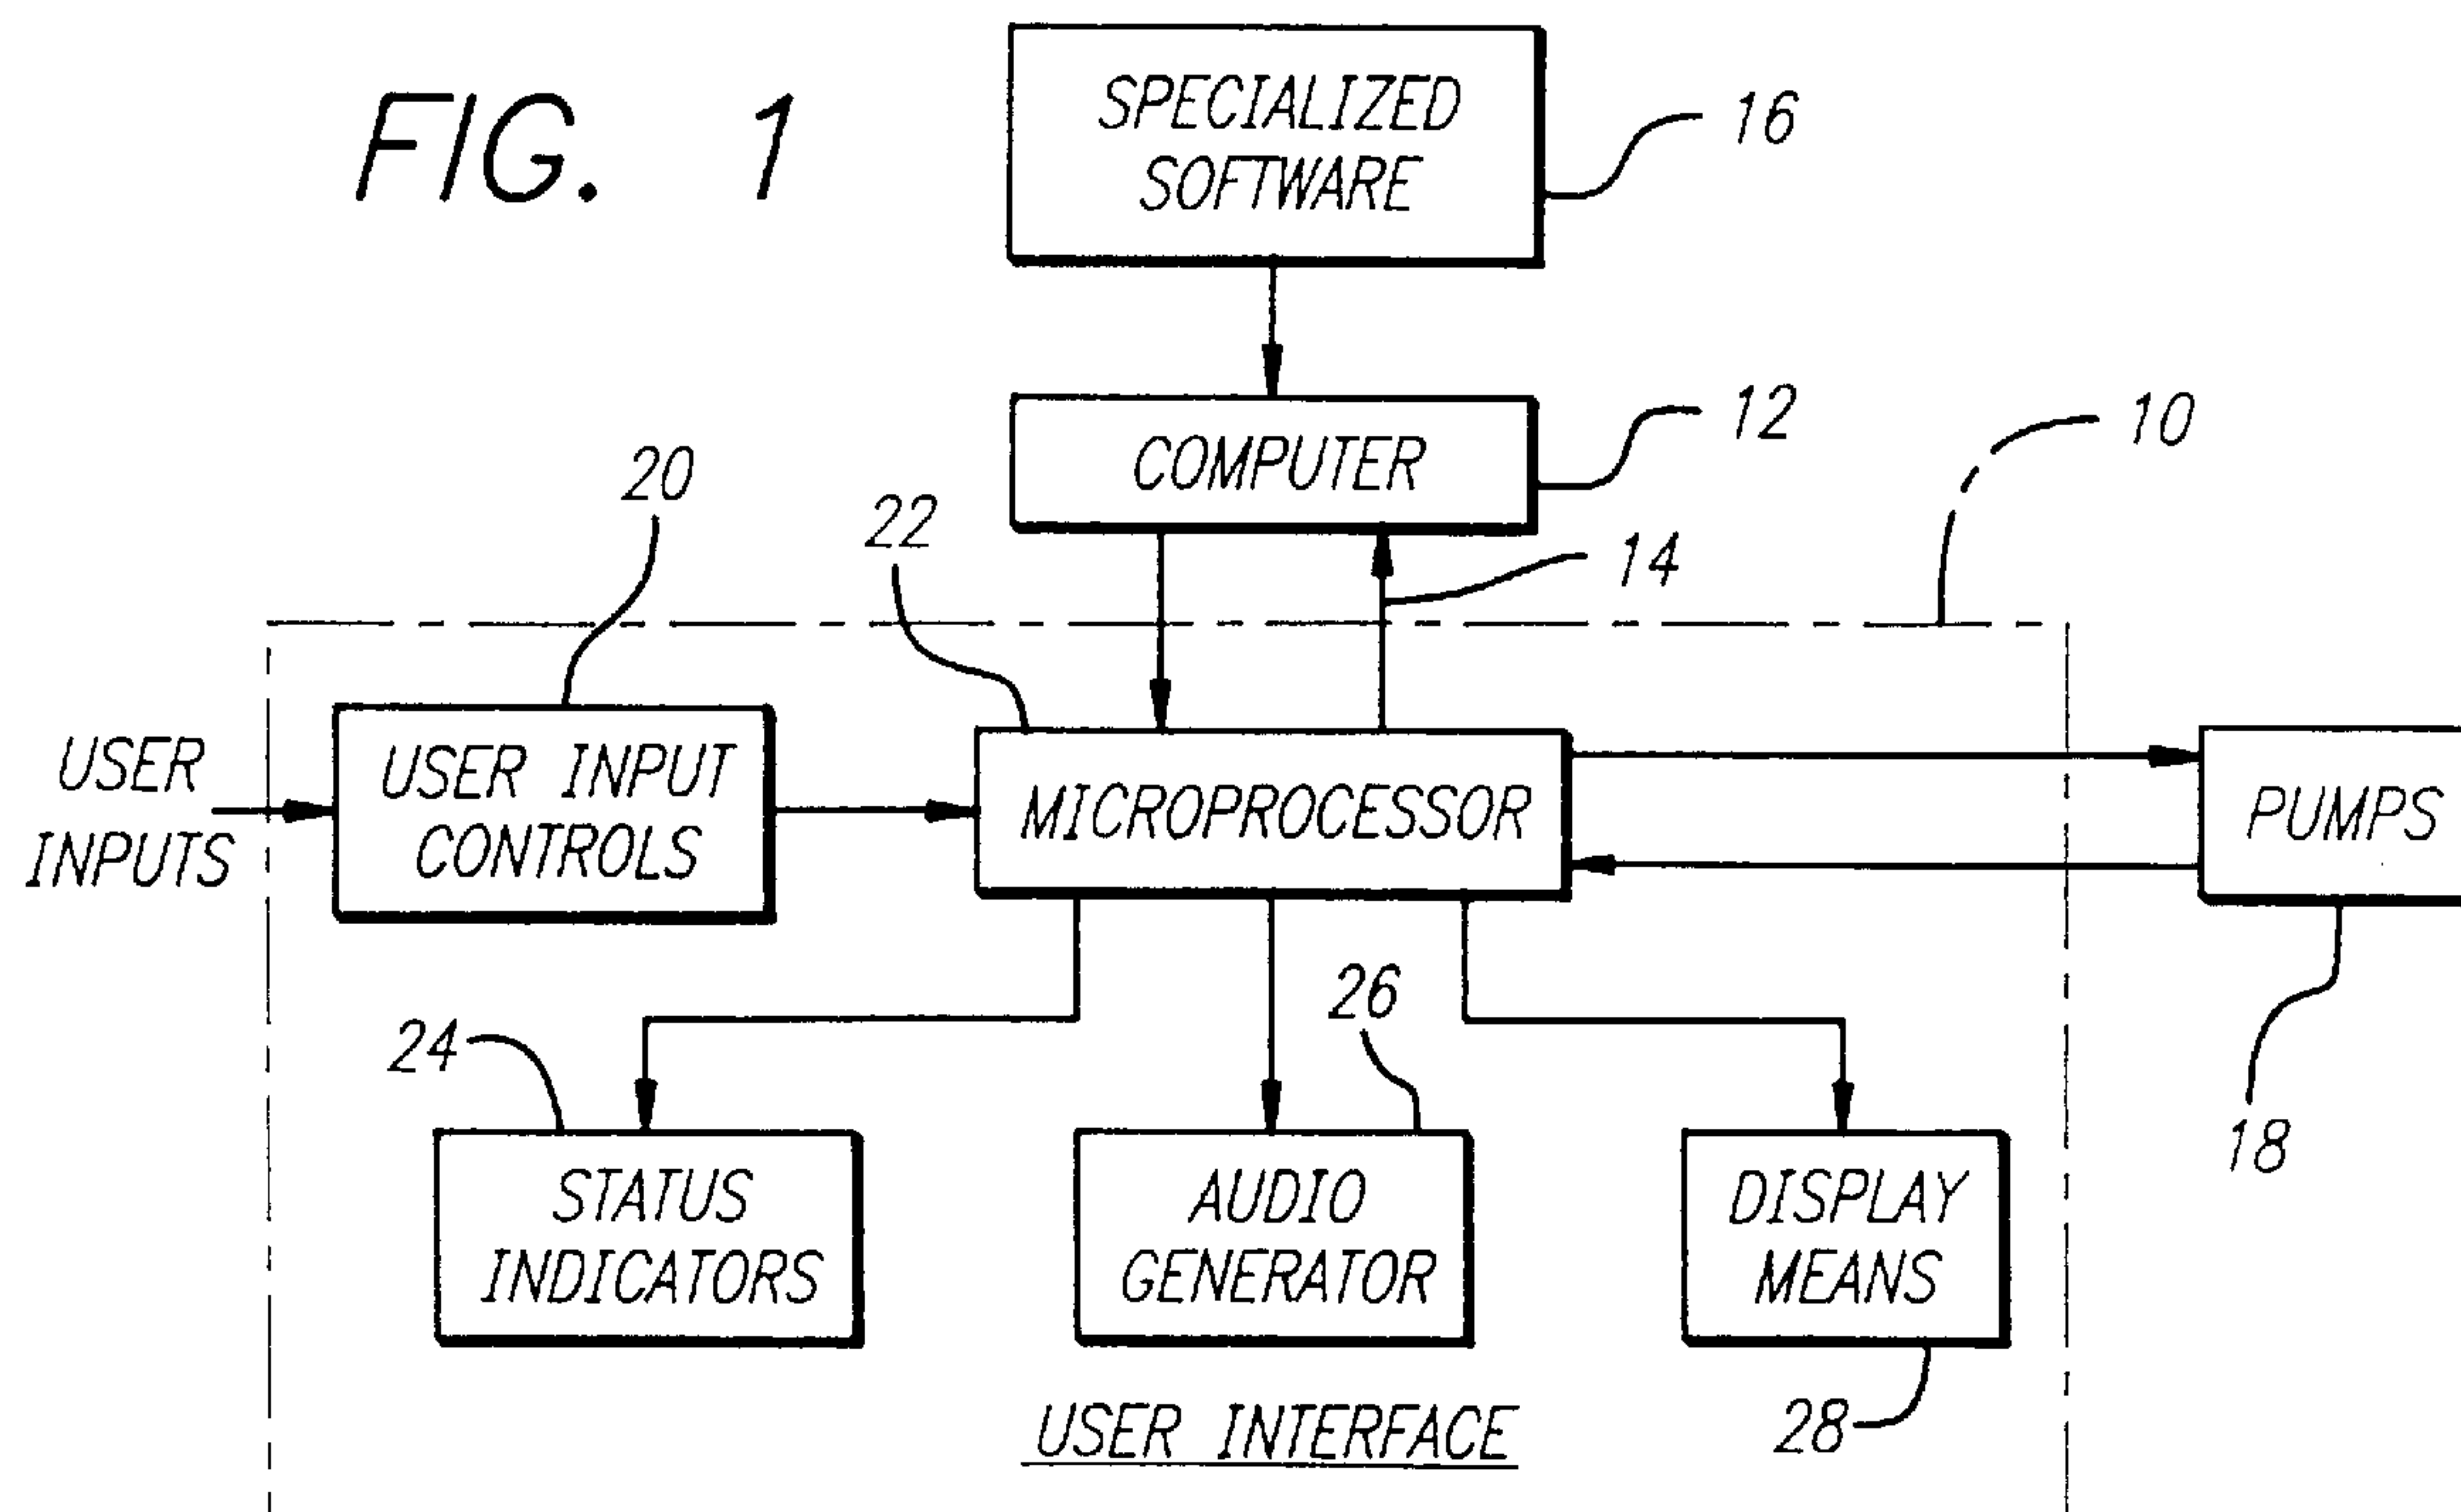 FIG. 1
SPECIALIZED
SOFTWARE
16
COMPUTER
12
10
20
22
14
USER
INPUTS
USER INPUT
CONTROLS
MICROPROCESSOR
PUMPS
24
26
18
STATUS
INDICATORS
AUDIO
GENERATOR
DISPLAY
MEANS
28
USER INTERFACE